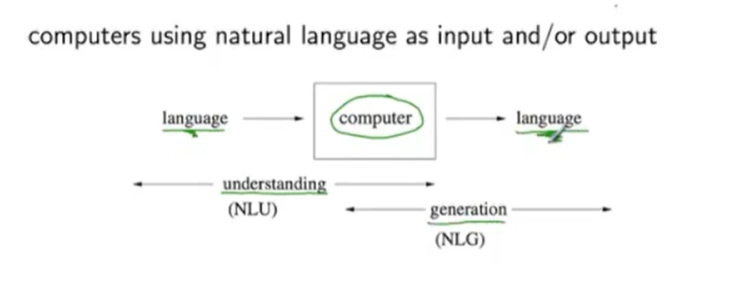 computers using natural language as input and/or output
language computer language
understanding
(NLU)
generation
(NLG)